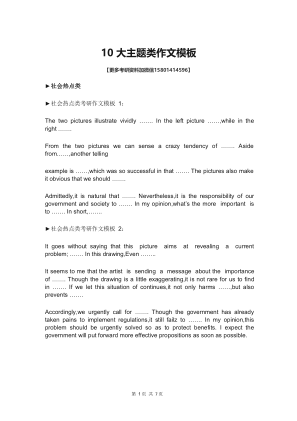 10 大主题类作文模板
【更多考研资料加微信15801414596】
►社会热点类
►社会热点类考研作文模板 1:
The two pictures illustrate vividly ……. In the left picture …….,while in the
right…….
From the two pictures we can sense a crazy tendency of ……. Aside
from……,another telling
example is ……,which was so successful in that ……. The pictures also make
it obvious that we should …….
Admittedly,it is natural that ……. Nevertheless,it is the responsibility of our
government and society to ……. In my opinion,what's the more important is
to ……. In short,…….
►社会热点类考研作文模板 2:
It goes without saying that this picture aims at revealing a current
problem; ……. In this drawing,Even …….
It seems to me that the artist is sending a message about the importance
of ……. Though the drawing is a little exaggerating,it is not rare for us to find
in ……. If we let this situation of continues,it not only harms ……,but also
prevents …….
Accordingly,we urgently call for ……. Though the government has already
taken pains to implement regulations,it still failz to ……. In my opinion,this
problem should be urgently solved so as to protect benefits. I expect the
government will put forward more effective propositions as soon as possible.
第 1 页 共 7 页